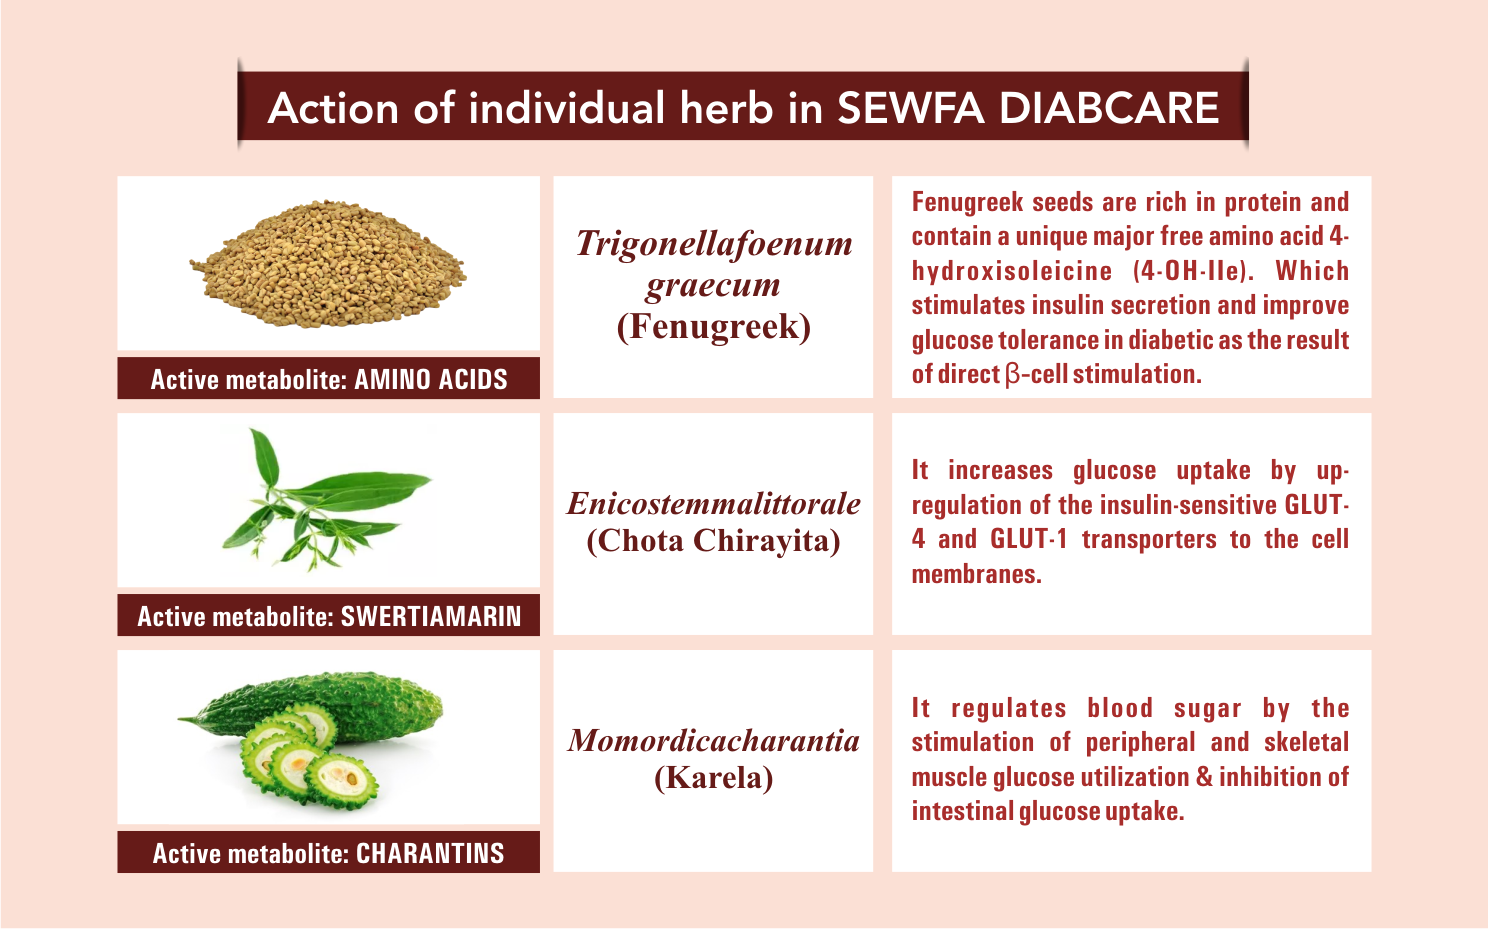 Action of individual herb in SEWFA DIABCARE
Active metabolite: AMINO ACIDS
Trigonellafoenum
graecum
(Fenugreek)
Fenugreek seeds are rich in protein and
contain a unique major free amino acid 4-
hydroxisoleicine (4-OH-IIe). Which
stimulates insulin secretion and improve
glucose tolerance in diabetic as the result
of direct β-cell stimulation.
Active metabolite: SWERTIAMARIN
Enicostemmalittorale
(Chota Chirayita)
It increases glucose uptake by up-
regulation of the insulin-sensitive GLUT-
4 and GLUT-1 transporters to the cell
membranes.
Active metabolite: CHARANTINS
Momordicacharantia
(Karela)
It regulates blood sugar by the
stimulation of peripheral and skeletal
muscle glucose utilization & inhibition of
intestinal glucose uptake.